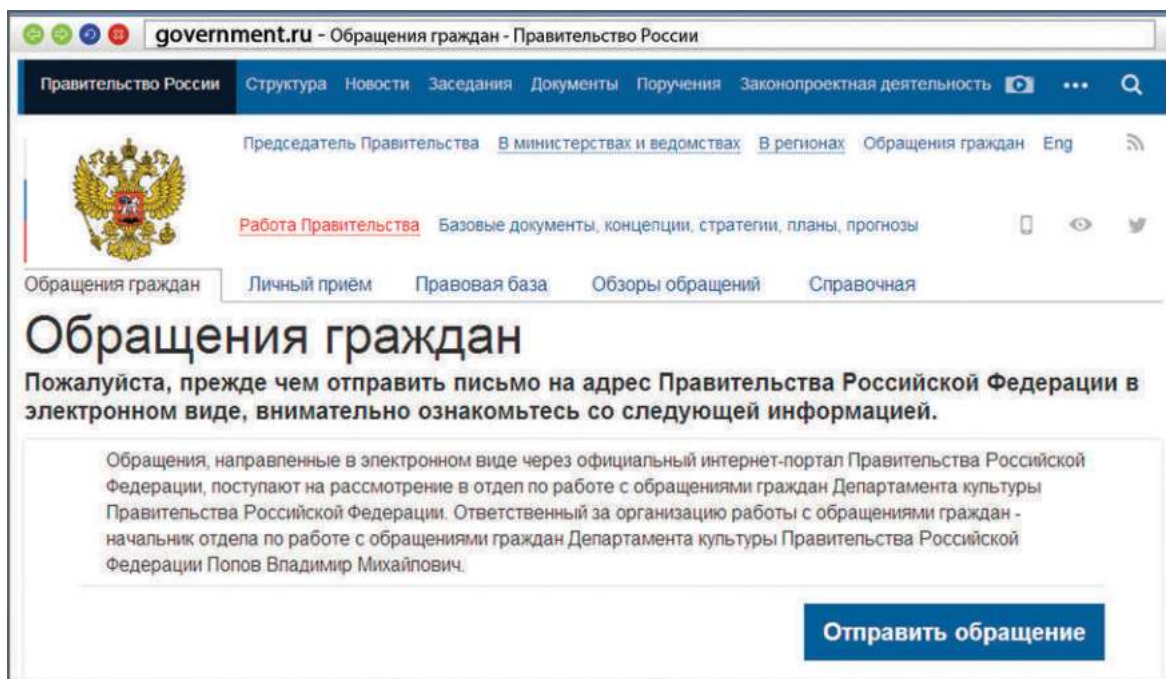 government.ru - Обращения граждан - Правительство России
Правительство России Структура Новости Заседания Документы Поручения Законопроектная деятельность
Председатель Правительства В министерствах и ведомствах В регионах Обращения граждан Eng
Работа Правительства Базовые документы, концепции, стратегии, планы, прогнозы
Обращения граждан Личный приём Правовая база Обзоры обращений Справочная
Обращения граждан
Пожалуйста, прежде чем отправить письмо на адрес Правительства Российской Федерации в
электронном виде, внимательно ознакомьтесь со следующей информацией.
Обращения, направленные в электронном виде через официальный интернет-портал Правительства Российской
Федерации, поступают на рассмотрение в отдел по работе с обращениями граждан Департамента культуры
Правительства Российской Федерации. Ответственный за организацию работы с обращениями граждан -
начальник отдела по работе с обращениями граждан Департамента культуры Правительства Российской
Федерации Попов Владимир Михайлович.
Отправить обращение